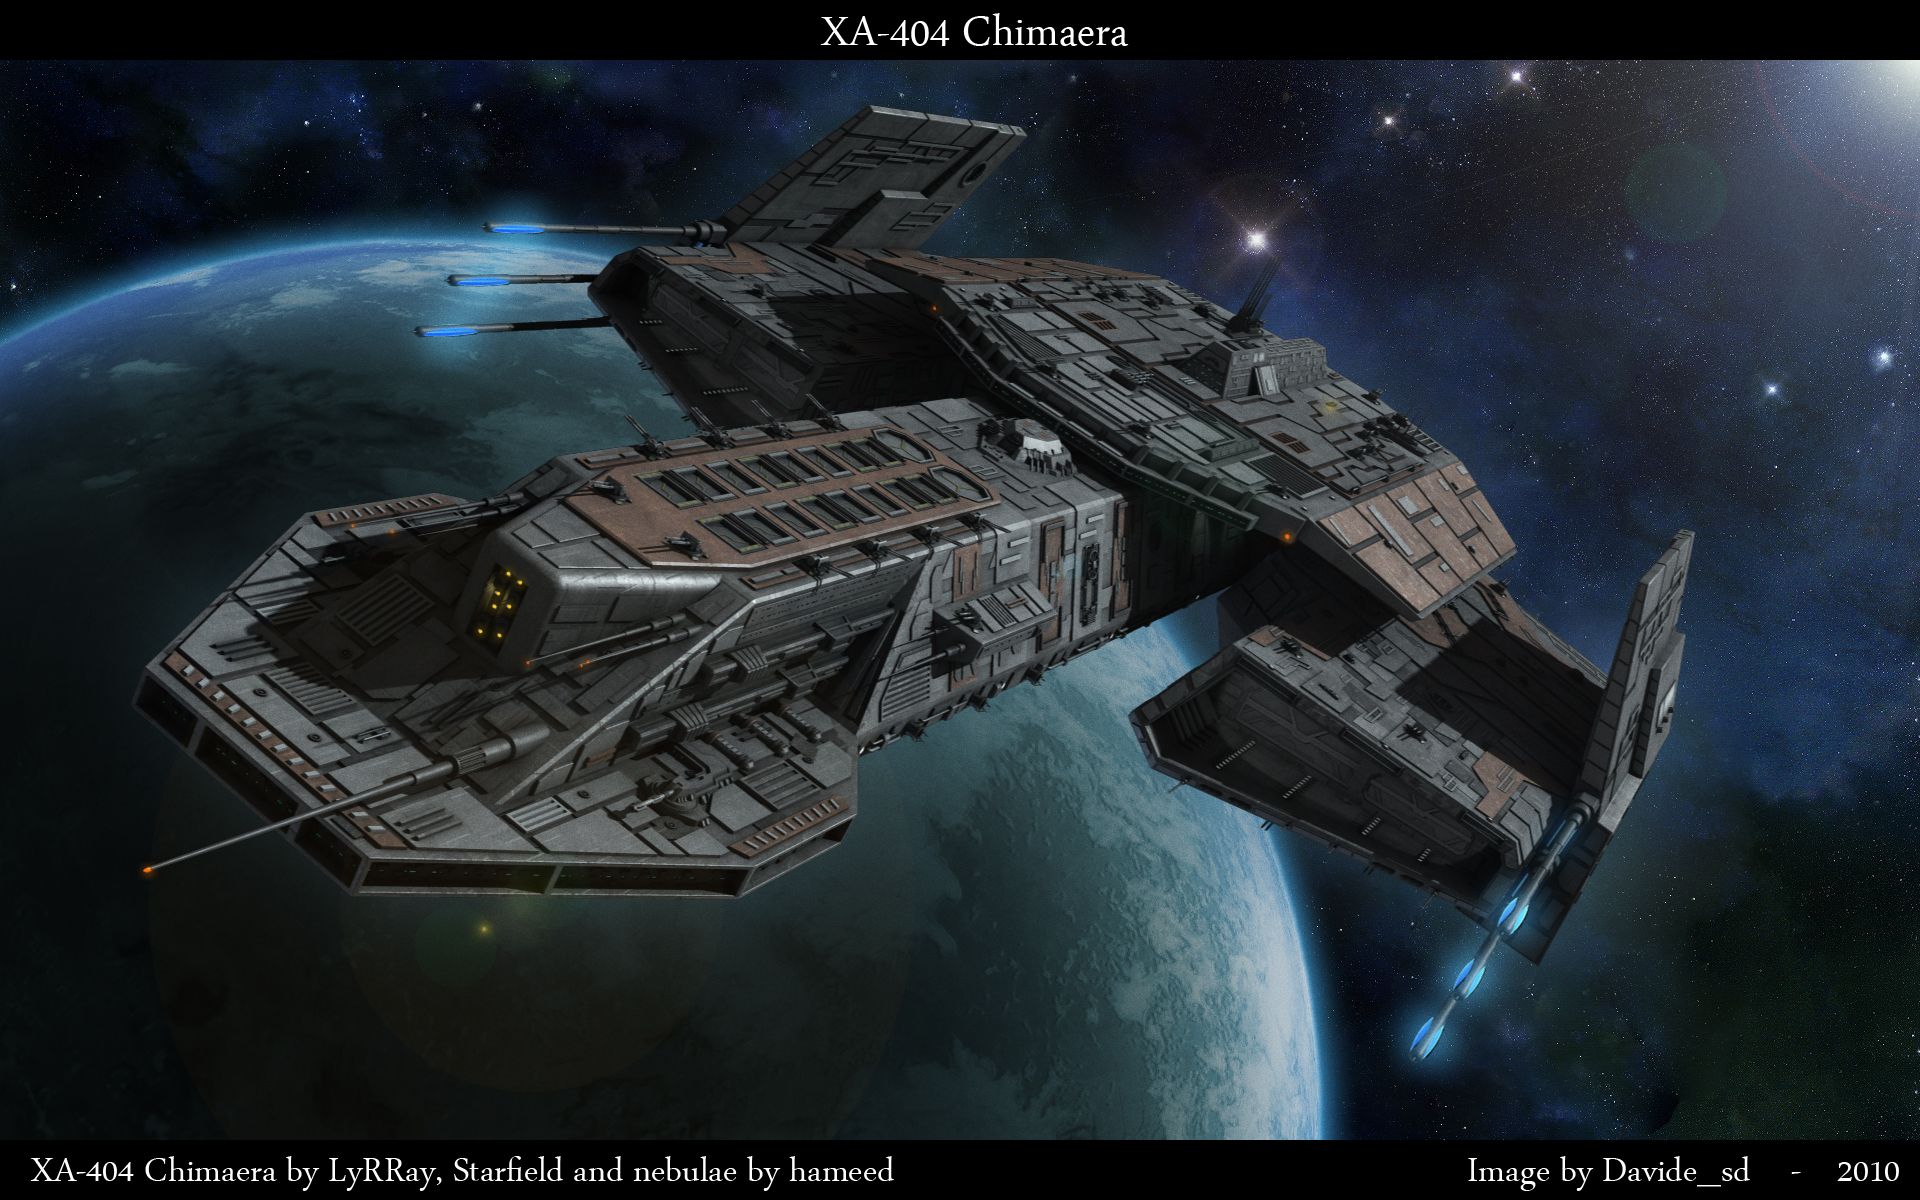 XA-404 Chimaera
XA-404 Chimaera by LyRRay, Starfield and nebulae by hameed
Image by Davide_sd - 2010